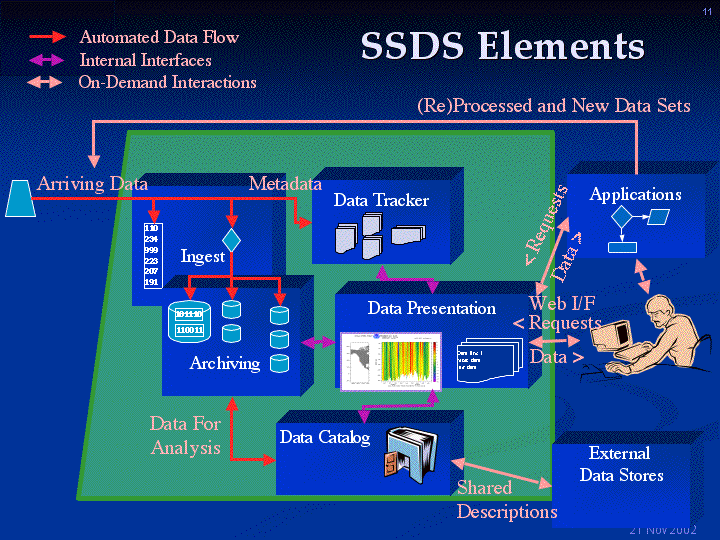 11
SSDS Elements
Automated Data Flow
Internal Interfaces
On-Demand Interactions
(Re)Processed and New Data Sets
Arriving Data
Metadata
Data Tracker
Applications
110
234
999
223
207
191
Ingest
< Requests
Data >
101110
110011
Archiving
Data Presentation
Web I/F
< Requests
Data >
Data For
Analysis
Data Catalog
External
Data Stores
Shared
Descriptions
21 Nov 2002